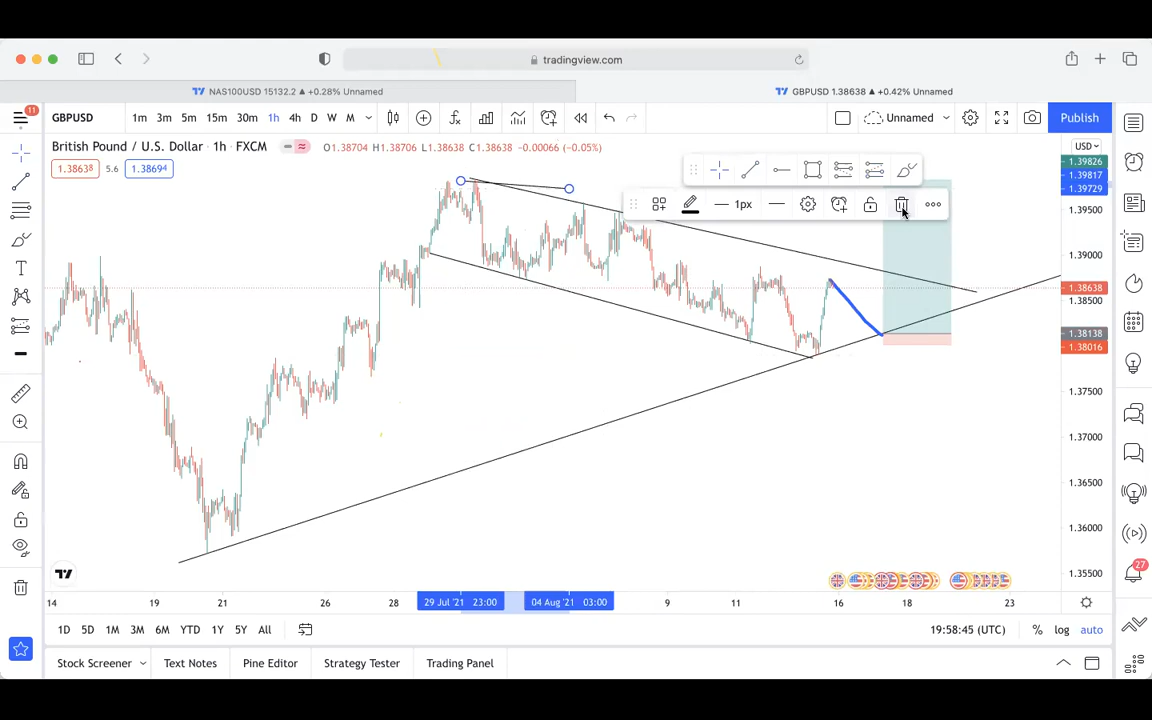 tradingview.com
NAS100USD 15132.2 ▲ +0.28% Unnamed
GBPUSD 1.38638 ▲ +0.42% Unnamed
11
GBPUSD
1m 3m 5m 15m 30m 1h 4h D W M
Unnamed
Publish
British Pound / U.S. Dollar · 1h · FXCM
O1.38704 H1.38706 L1.38638 C1.38638 -0.00066 (-0.05%)
USD
1.38638 5.6 1.38694
1px
1.39826
1.39817
1.39729
1.39500
1.39000
1.38638
1.38500
1.38138
1.38016
1.37500
1.37000
1.36500
1.36000
1.35500
27
14 19 21 26 28 29 Jul '21 23:00 04 Aug '21 03:00 9 11 16 18 23
1D 5D 1M 3M 6M YTD 1Y 5Y All
19:58:45 (UTC) % log auto
Stock Screener Text Notes Pine Editor Strategy Tester Trading Panel